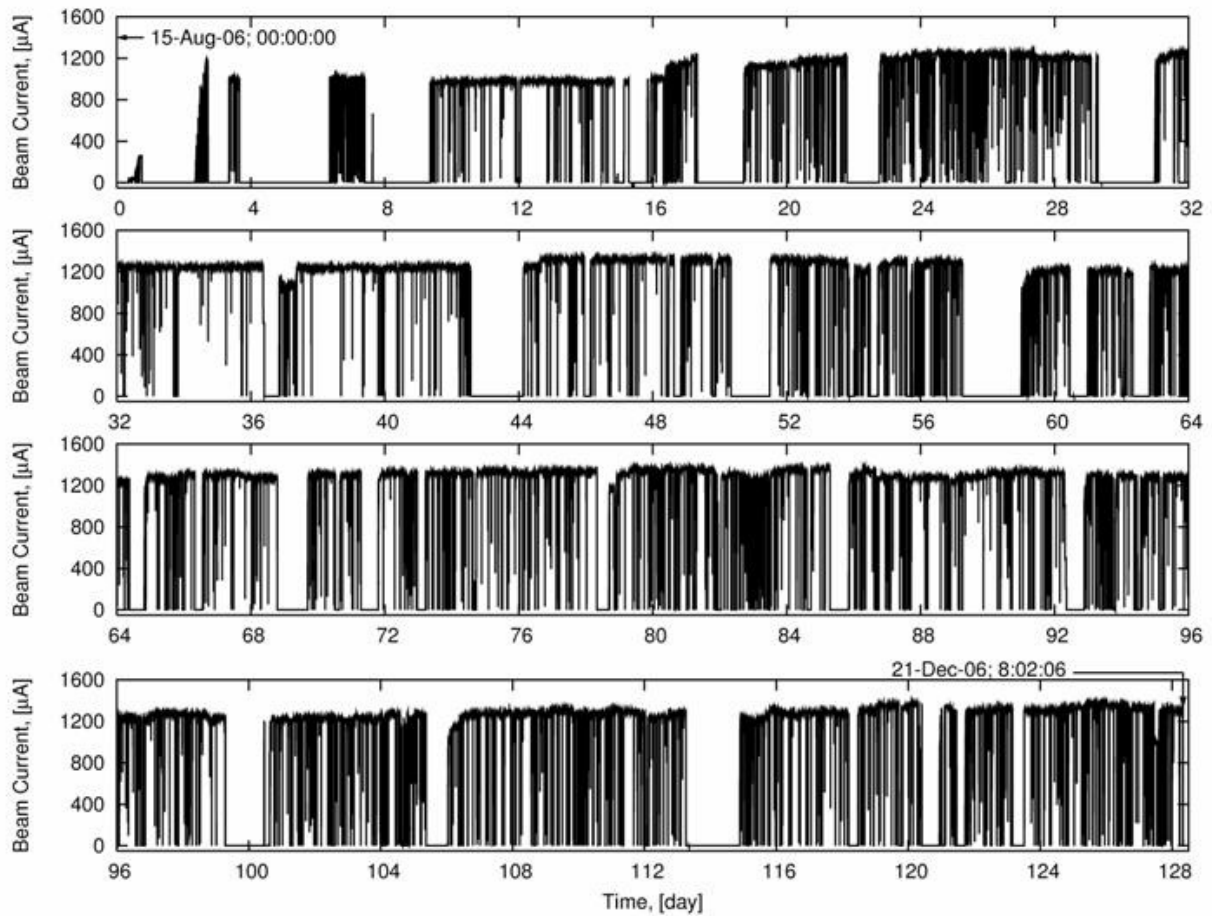 1600
1200
800
400
0
Beam Current, [μA]
15-Aug-06; 00:00:00
0 4 8 12 16 20 24 28 32
1600
1200
800
400
0
Beam Current, [μA]
32 36 40 44 48 52 56 60 64
1600
1200
800
400
0
Beam Current, [μA]
64 68 72 76 80 84 88 92 96
21-Dec-06; 8:02:06
1600
1200
800
400
0
Beam Current, [μA]
96 100 104 108 112 116 120 124 128
Time, [day]